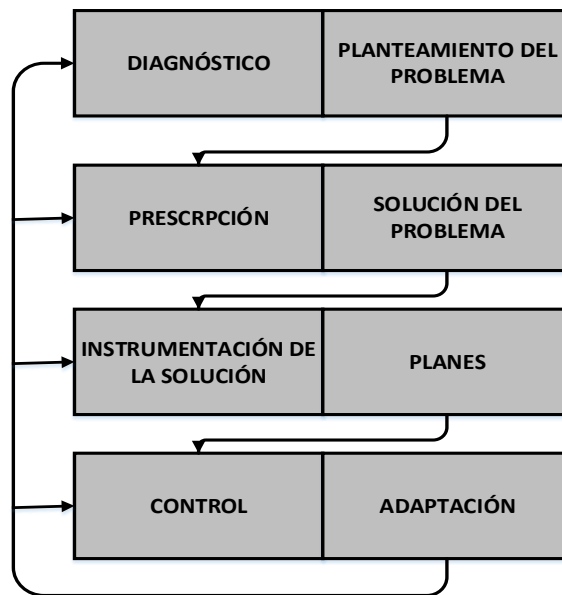 DIAGNÓSTICO
PLANTEAMIENTO DEL
PROBLEMA
PRESCRPCIÓN
SOLUCIÓN DEL
PROBLEMA
INSTRUMENTACIÓN DE
LA SOLUCIÓN
PLANES
CONTROL
ADAPTACIÓN